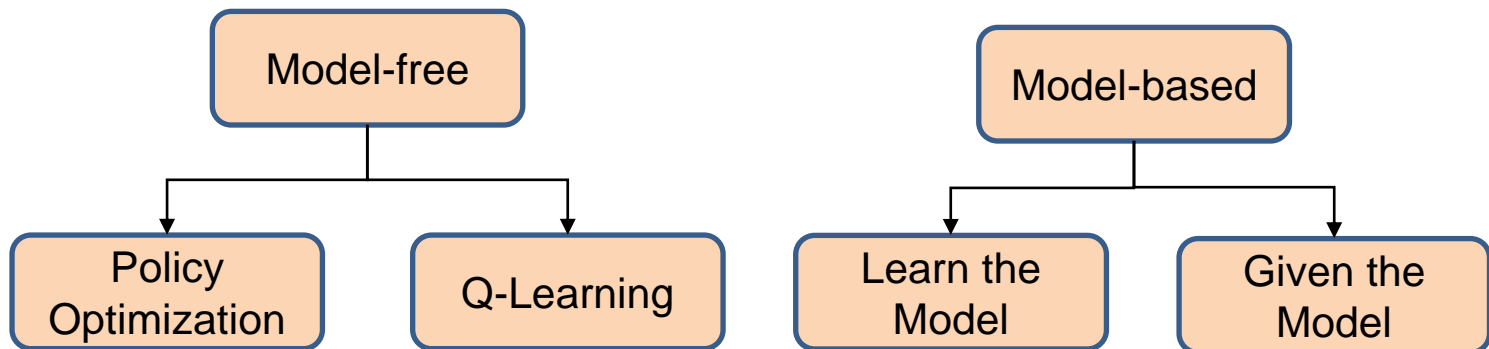 Model-free
Model-based
Policy
Optimization
Q-Learning
Learn the
Model
Given the
Model